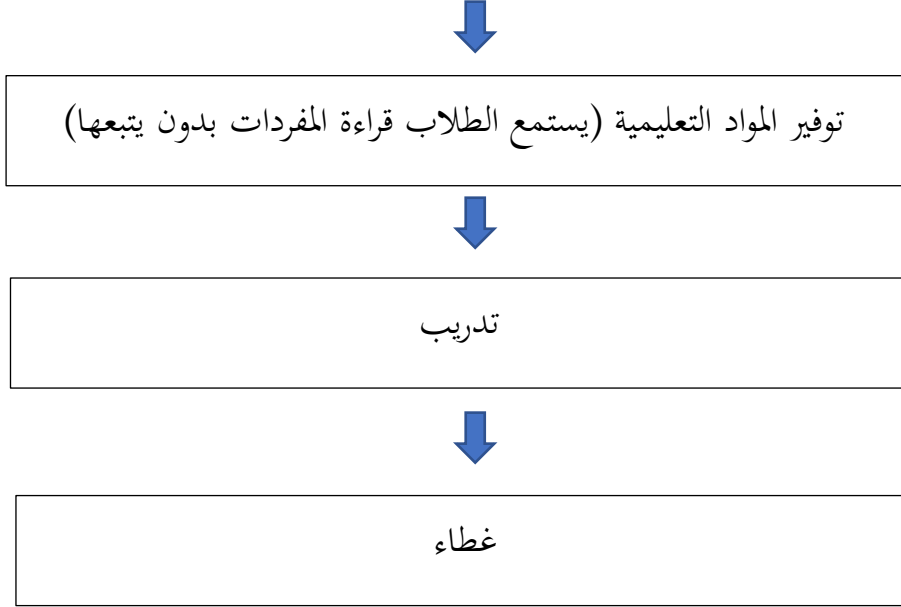 توفير المواد التعليمية (يستمع الطلاب قراءة المفردات بدون يتبعها)
تدريب
غطاء